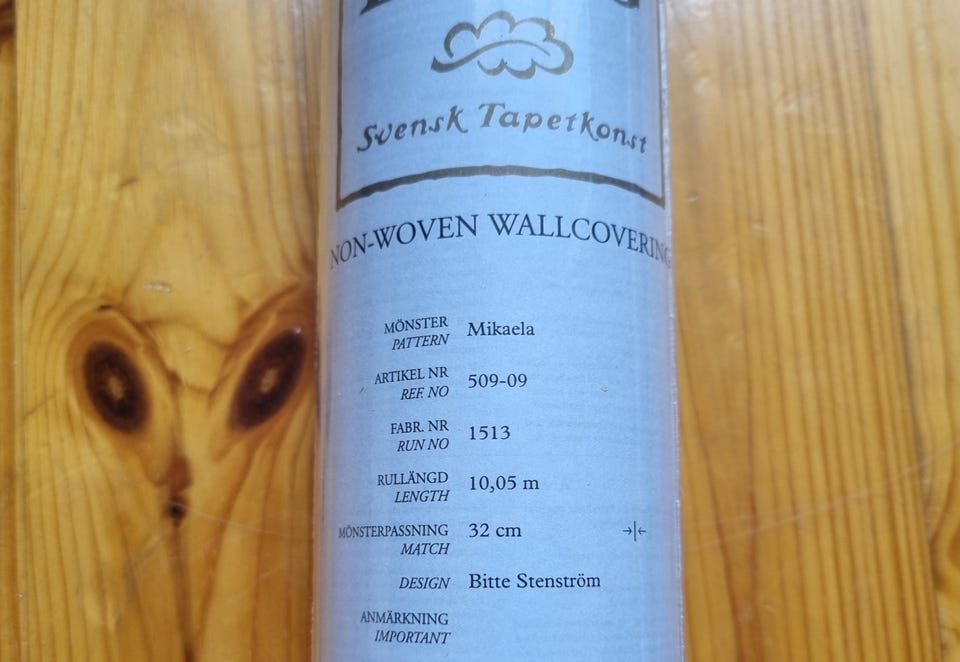 Svensk Tapetkonst
NON-WOVEN WALLCOVERING
MÖNSTER
PATTERN Mikaela
ARTIKEL NR
REF. NO 509-09
FABR. NR
RUN NO 1513
RULLÄNGD
LENGTH 10,05 m
MÖNSTERPASSNING 32 cm
MATCH
DESIGN Bitte Stenström
ANMÄRKNING
IMPORTANT